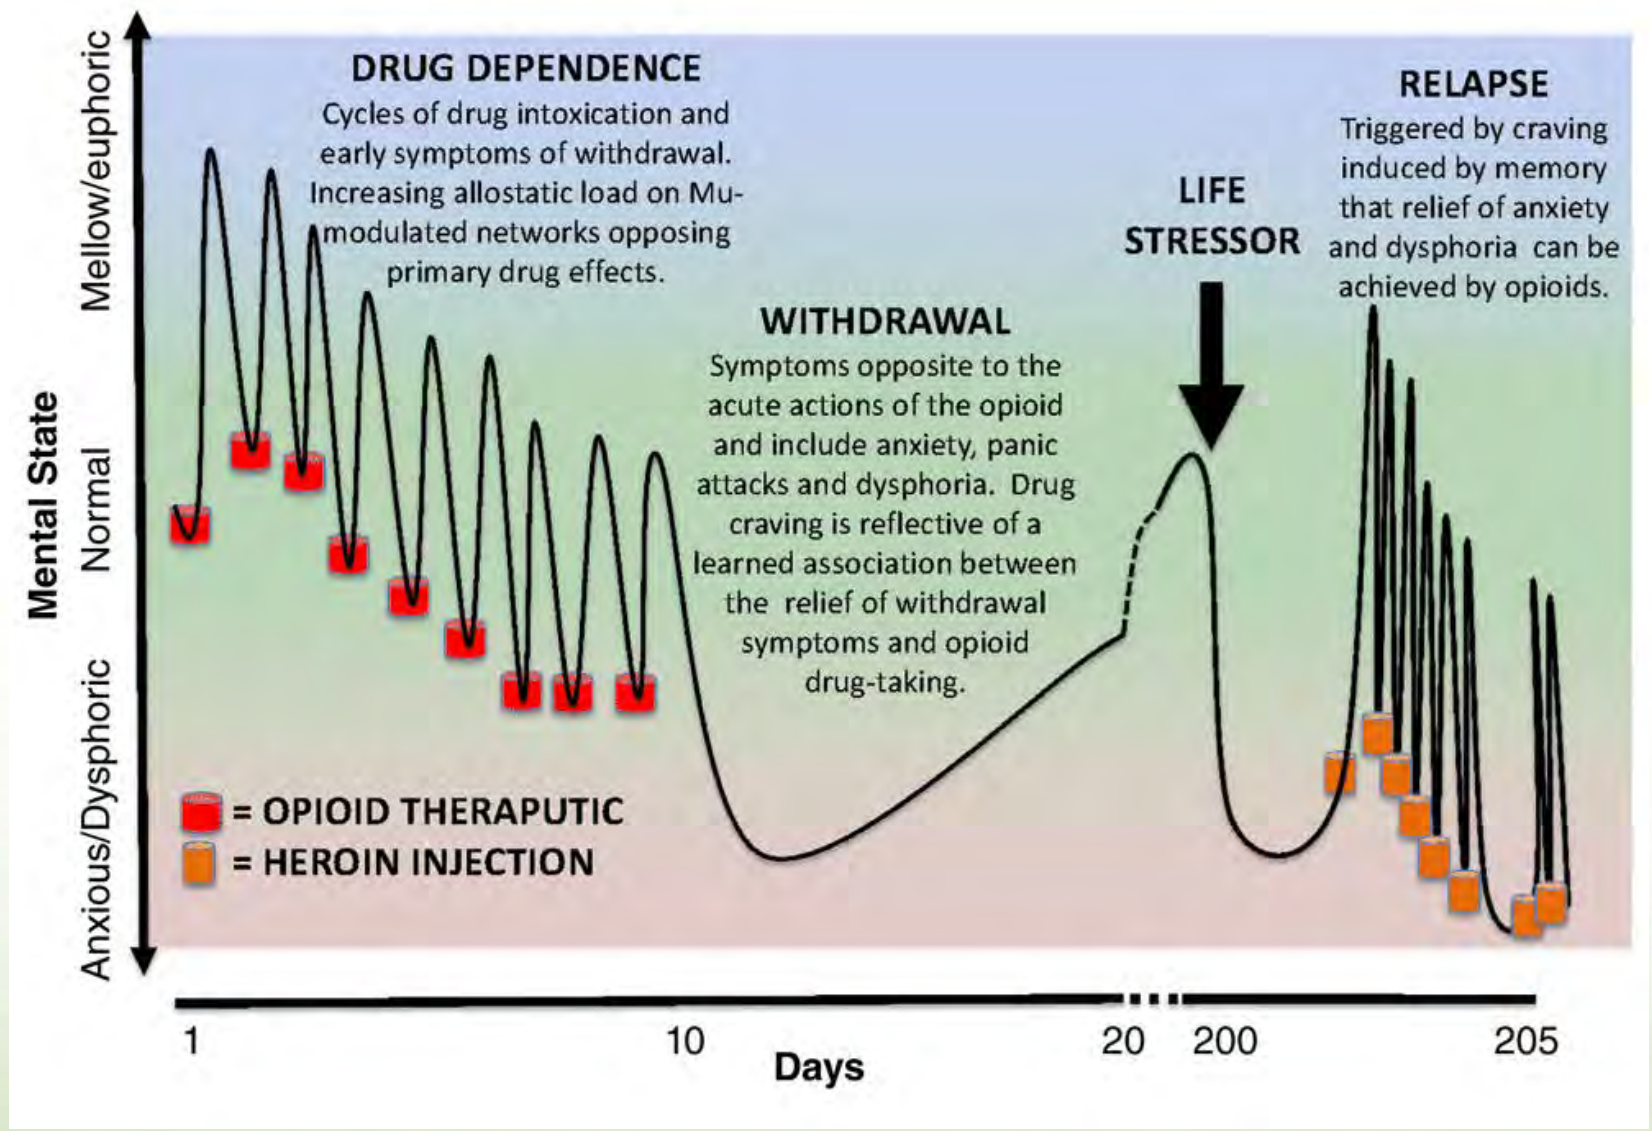 DRUG DEPENDENCE
Cycles of drug intoxication and
early symptoms of withdrawal.
Increasing allostatic load on Mu-
modulated networks opposing
primary drug effects.
WITHDRAWAL
Symptoms opposite to the
acute actions of the opioid
and include anxiety, panic
attacks and dysphoria. Drug
craving is reflective of a
learned association between
the relief of withdrawal
symptoms and opioid
drug-taking.
LIFE
STRESSOR
RELAPSE
Triggered by craving
induced by memory
that relief of anxiety
and dysphoria can be
achieved by opioids.
Mental State
Mellow/euphoric
Normal
Anxious/Dysphoric
= OPIOID THERAPUTIC
= HEROIN INJECTION
1 10 20 200 205
Days